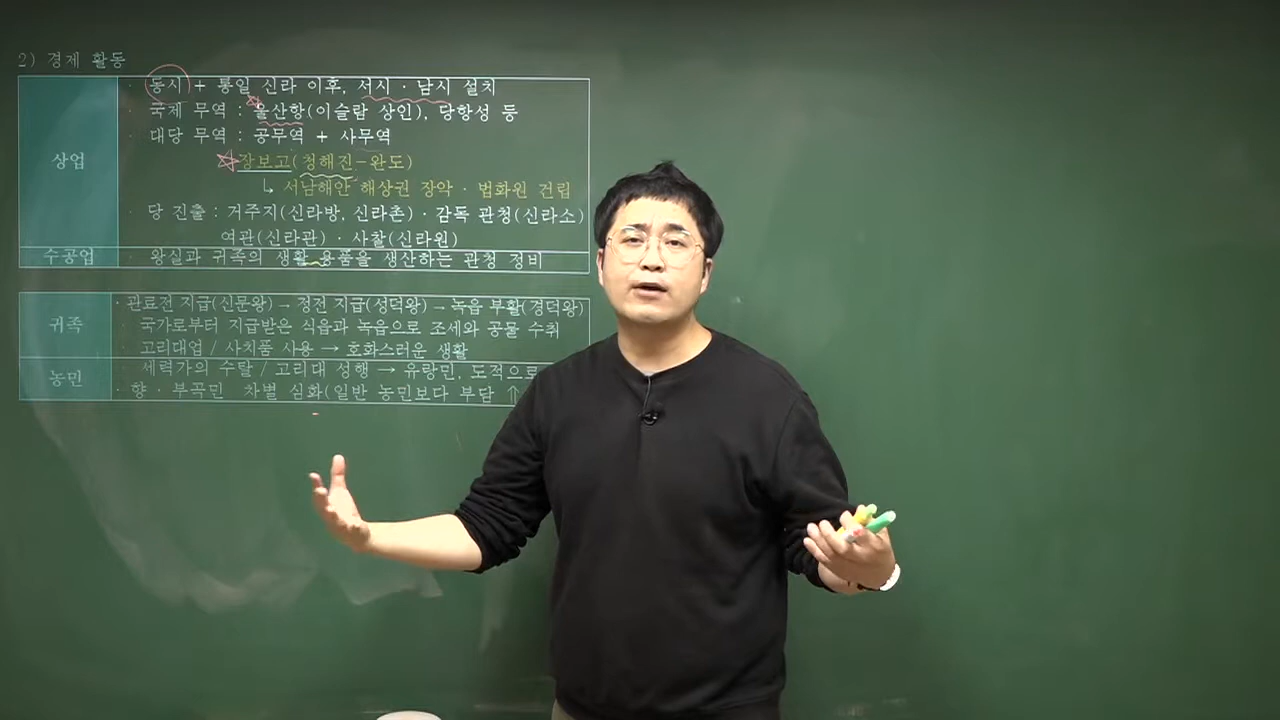 2) 경제 활동
상업
· 동시 + 통일 신라 이후, 서시 · 남시 설치
· 국제 무역 : 울산항(이슬람 상인), 당항성 등
· 대당 무역 : 공무역 + 사무역
☆장보고(청해진-완도)
↳ 서남해안 해상권 장악 · 법화원 건립
· 당 진출 : 거주지(신라방, 신라촌) · 감독 관청(신라소)
여관(신라관) · 사찰(신라원)
수공업
· 왕실과 귀족의 생활 용품을 생산하는 관청 정비
귀족
· 관료전 지급(신문왕) → 정전 지급(성덕왕) → 녹읍 부활(경덕왕)
· 국가로부터 지급받은 식읍과 녹읍으로 조세와 공물 수취
· 고리대업 / 사치품 사용 → 호화스러운 생활
농민
· 세력가의 수탈 / 고리대 성행 → 유랑민, 도적으로
· 향 · 부곡민 차별 심화(일반 농민보다 부담 ↑